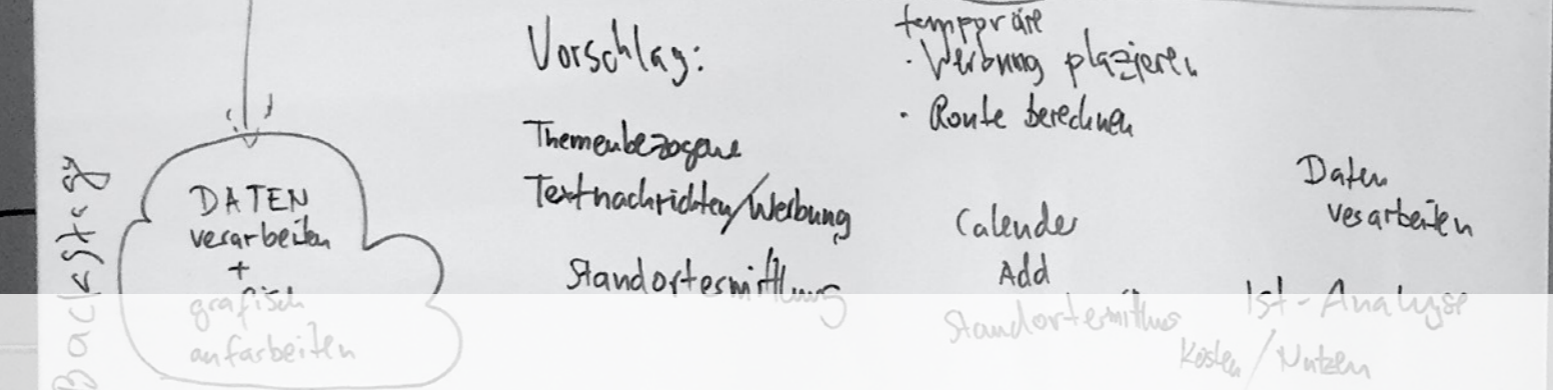 Backstage
DATEN
verarbeiten
+
grafisch
aufarbeiten
Vorschlag:
Themenbezogene
Textnachrichten/Werbung
Standortermittlung
temporäre
· Werbung plazieren
· Route berechnen
Calender
Add
Standortermittlung
Daten
verarbeiten
Ist-Analyse
Kosten/Nutzen